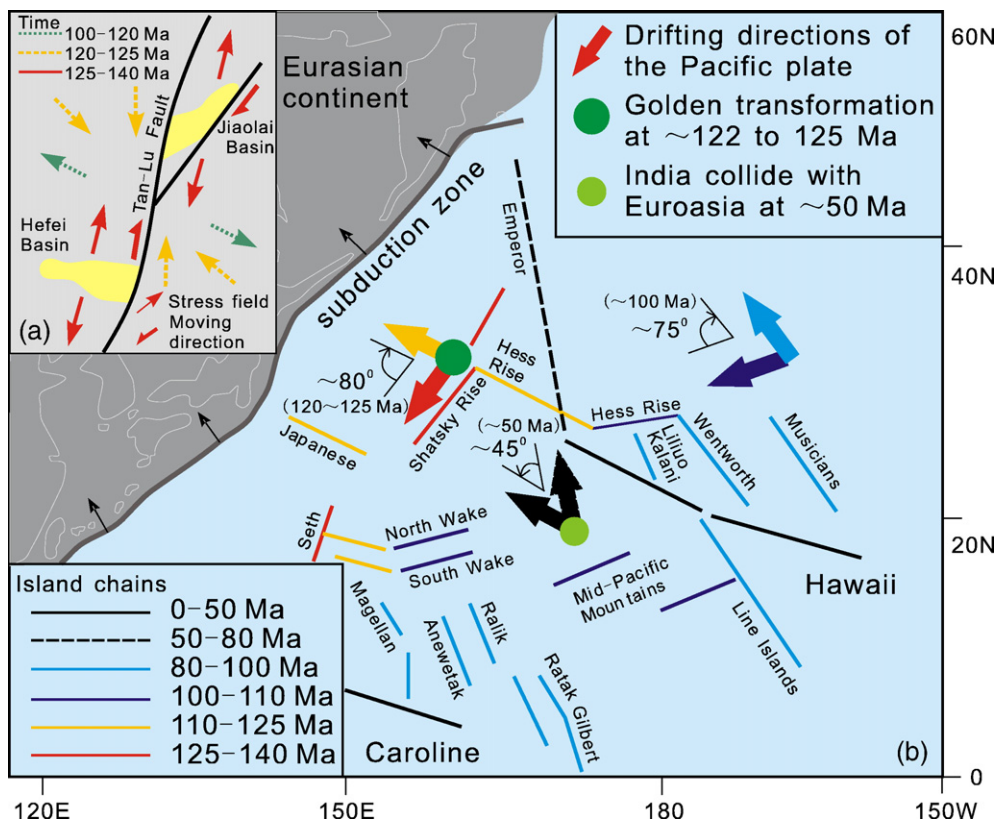 Time
100-120 Ma
120-125 Ma
125-140 Ma
Tan-Lu Fault
Jiaolai
Basin
Hefei
Basin
Stress field
Moving
direction
(a)
Eurasian
continent
subduction zone
Drifting directions of
the Pacific plate
Golden transformation
at ~122 to 125 Ma
India collide with
Euroasia at ~50 Ma
60N
40N
20N
0
Emperor
(~100 Ma)
~75⁰
~80⁰
(120~125 Ma)
Hess
Rise
Shatsky Rise
Japanese
(~50 Ma)
~45⁰
Hess Rise
Liliuo
Kalani
Wentworth
Musicians
Seth
North Wake
South Wake
Mid-Pacific
Mountains
Hawaii
Line Islands
Magellan
Anewetak
Ralik
Ratak Gilbert
Caroline
(b)
Island chains
0-50 Ma
50-80 Ma
80-100 Ma
100-110 Ma
110-125 Ma
125-140 Ma
120E
150E
180
150W